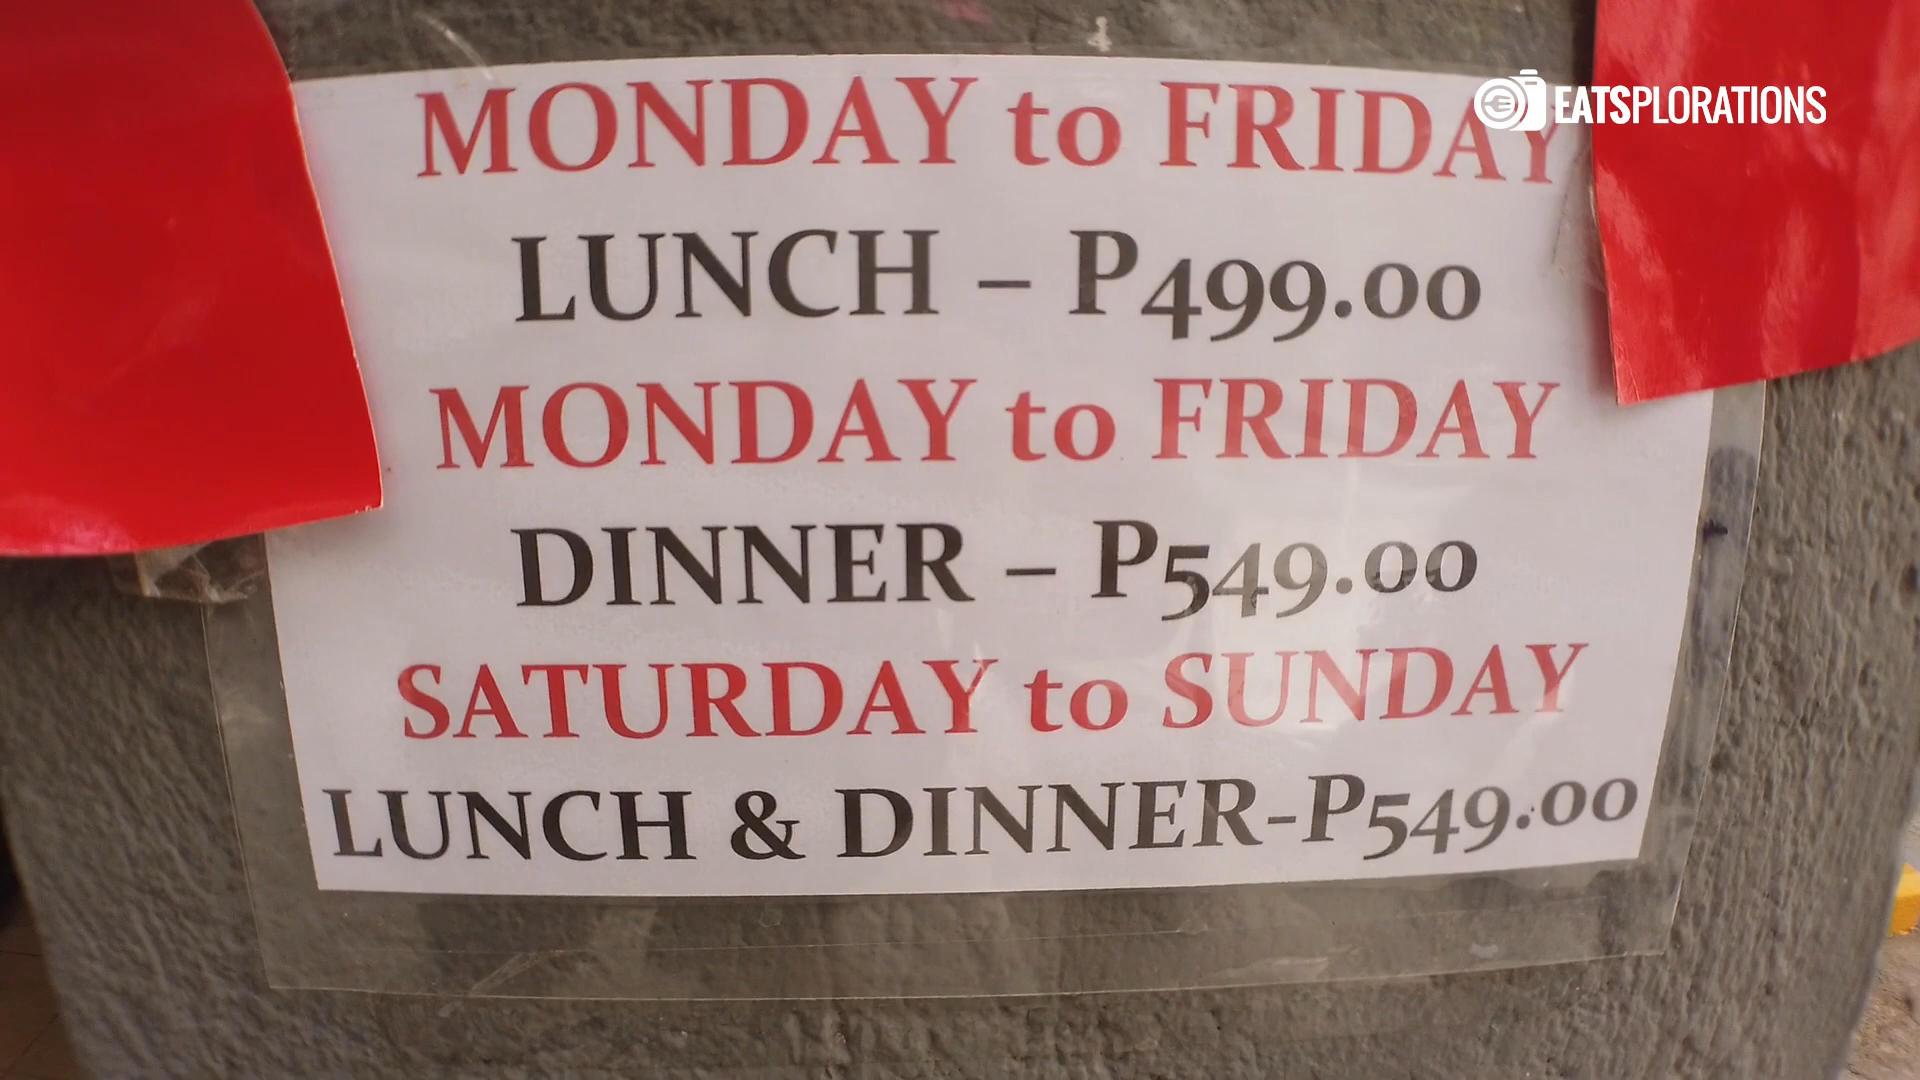 MONDAY to FRIDAY
LUNCH – P499.00
MONDAY to FRIDAY
DINNER – P549.00
SATURDAY to SUNDAY
LUNCH & DINNER-P549.00
EATSPLORATIONS